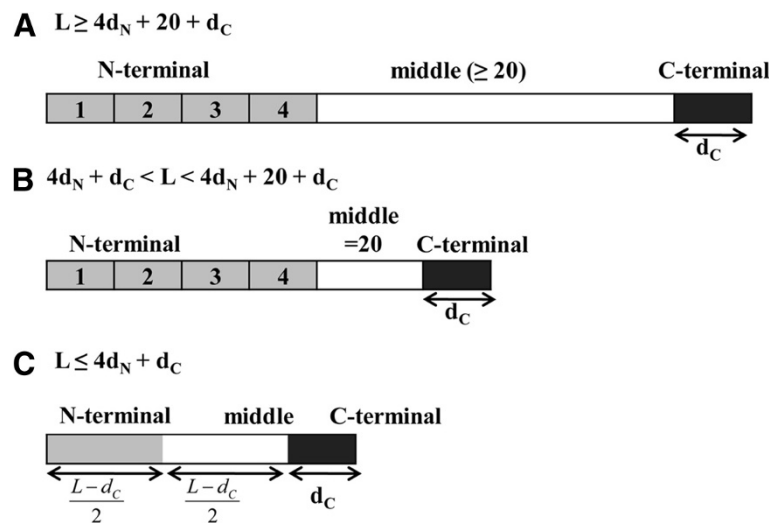 A L ≥ 4d_N + 20 + d_C
N-terminal middle (≥ 20) C-terminal
1 2 3 4
d_C
B 4d_N + d_C < L < 4d_N + 20 + d_C
middle
N-terminal =20 C-terminal
1 2 3 4
d_C
C L ≤ 4d_N + d_C
N-terminal middle C-terminal
L − d_C L − d_C
2 2 d_C